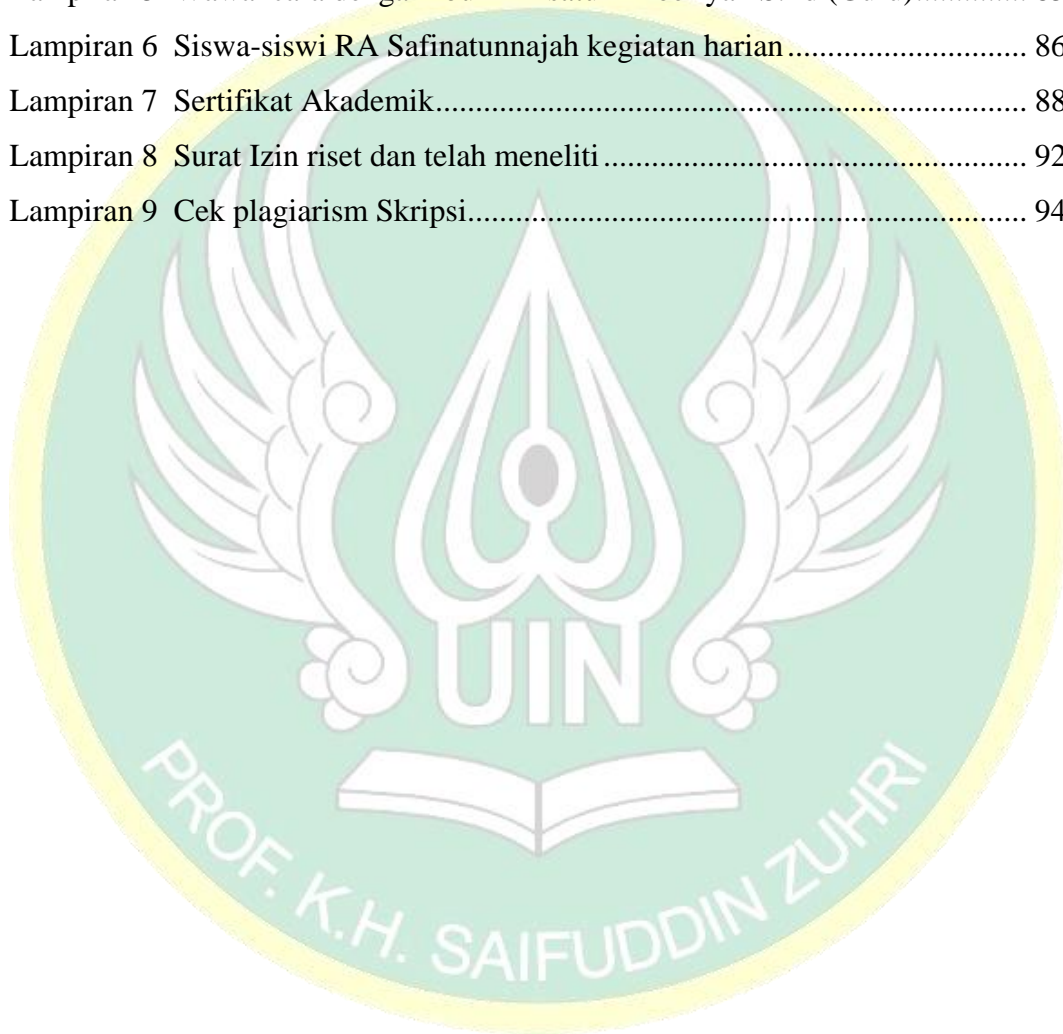 Lampiran 6 Siswa-siswi RA Safinatunnajah kegiatan harian........................... 86
Lampiran 7 Sertifikat Akademik.................................................................. 88
Lampiran 8 Surat Izin riset dan telah meneliti................................................ 92
Lampiran 9 Cek plagiarism Skripsi............................................................... 94
UIN
PROF. K.H. SAIFUDDIN ZUHRI